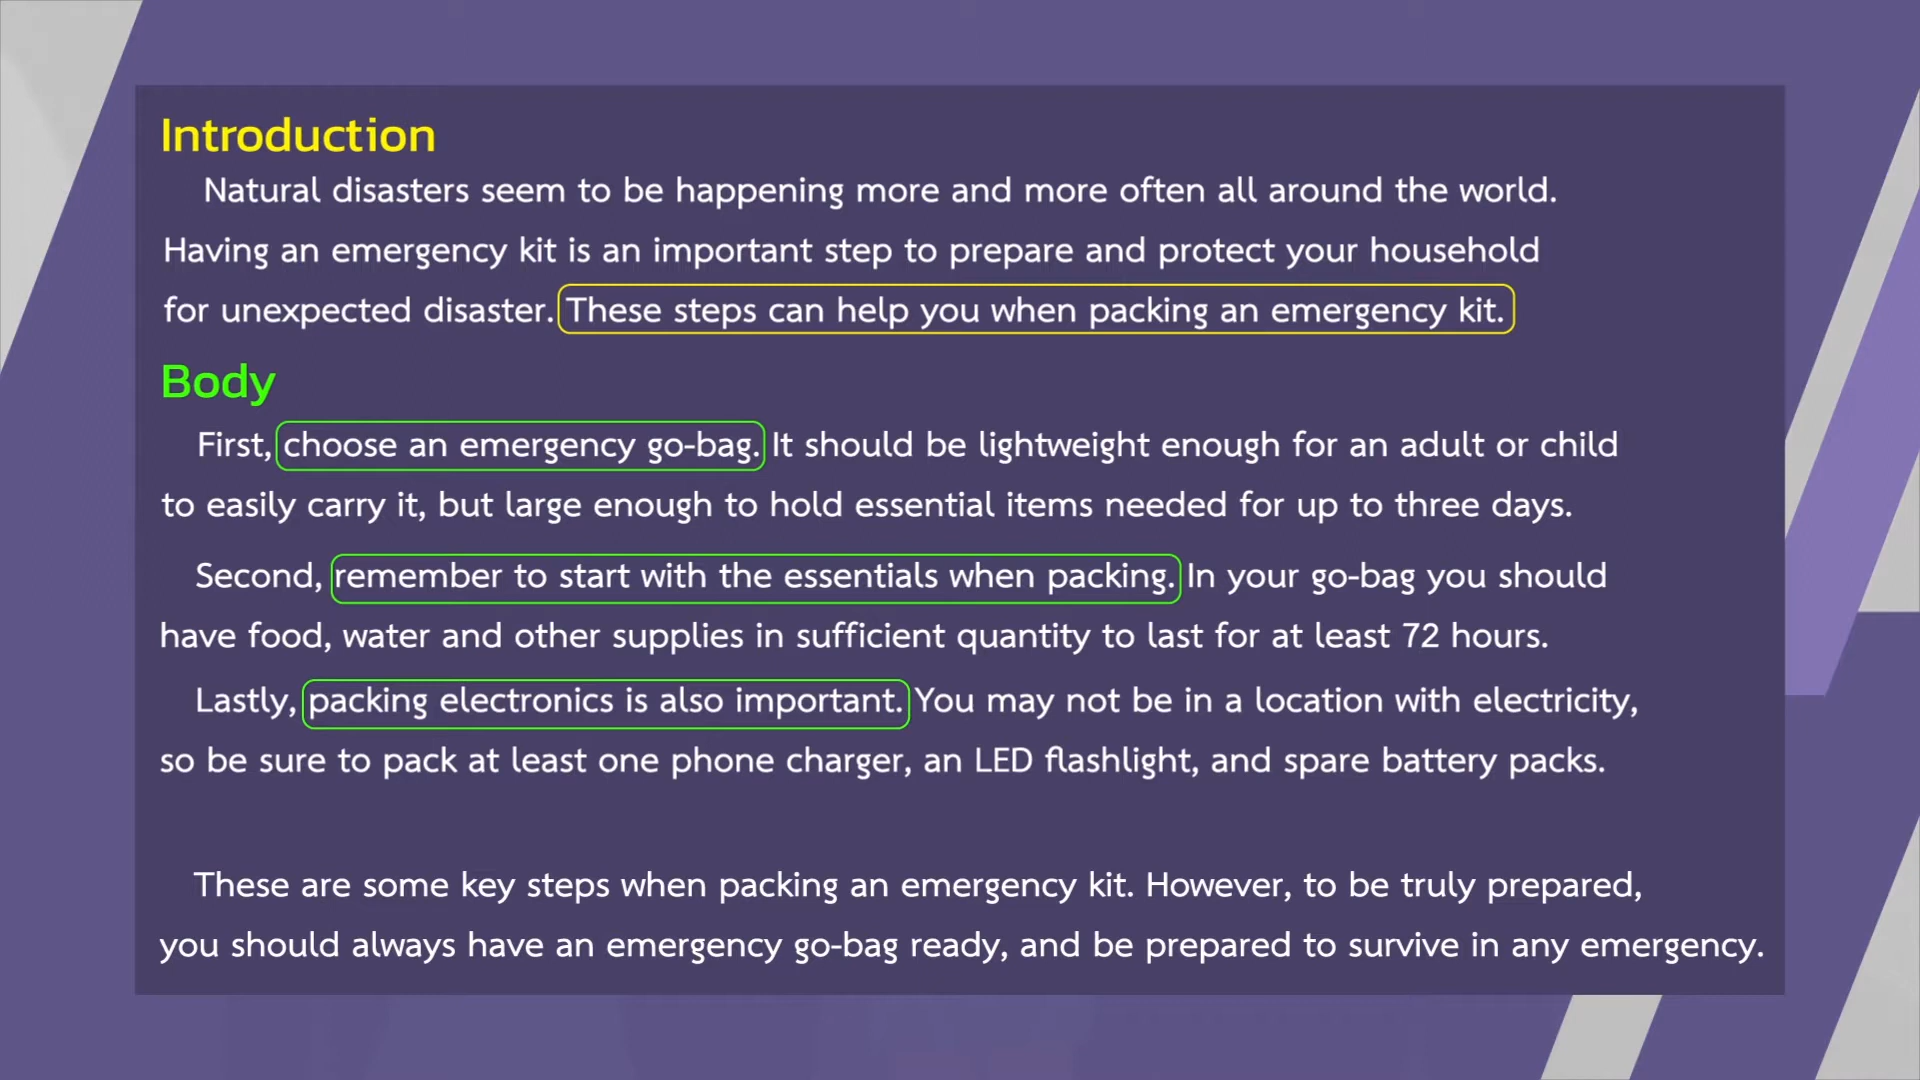 Introduction
Natural disasters seem to be happening more and more often all around the world.
Having an emergency kit is an important step to prepare and protect your household
for unexpected disaster. These steps can help you when packing an emergency kit.
Body
First, choose an emergency go-bag. It should be lightweight enough for an adult or child
to easily carry it, but large enough to hold essential items needed for up to three days.
Second, remember to start with the essentials when packing. In your go-bag you should
have food, water and other supplies in sufficient quantity to last for at least 72 hours.
Lastly, packing electronics is also important. You may not be in a location with electricity,
so be sure to pack at least one phone charger, an LED flashlight, and spare battery packs.
These are some key steps when packing an emergency kit. However, to be truly prepared,
you should always have an emergency go-bag ready, and be prepared to survive in any emergency.